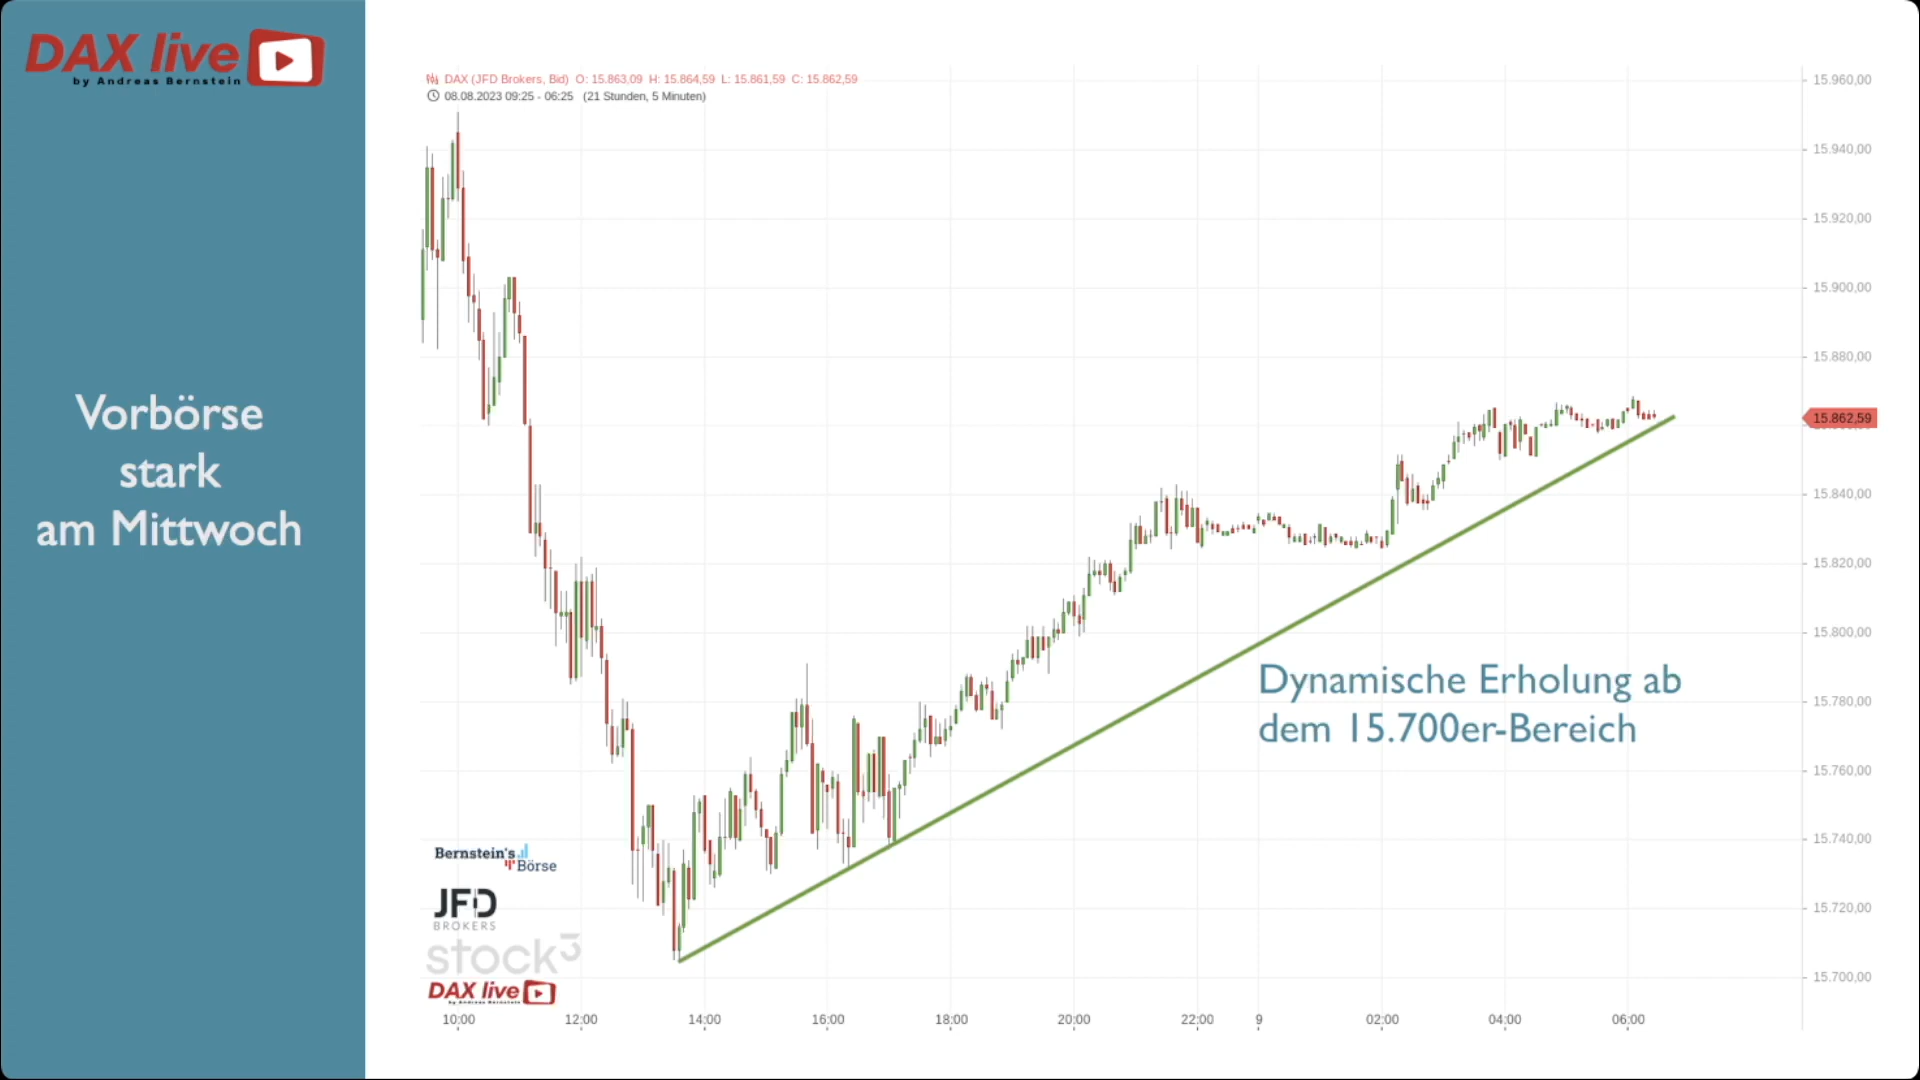 DAX live
by Andreas Bernstein
Vorbörse
stark
am Mittwoch
DAX (JFD Brokers, Bid) O: 15.863,09 H: 15.864,59 L: 15.861,59 C: 15.862,59
08.08.2023 09:25 - 06:25 (21 Stunden, 5 Minuten)
15.960,00
15.940,00
15.920,00
15.900,00
15.880,00
15.862,59
15.840,00
15.820,00
15.800,00
15.780,00
15.760,00
15.740,00
15.720,00
15.700,00
Dynamische Erholung ab
dem 15.700er-Bereich
Bernstein's
Börse
JFD
BROKERS
stock3
DAX live
by Andreas Bernstein
10:00 12:00 14:00 16:00 18:00 20:00 22:00 9 02:00 04:00 06:00